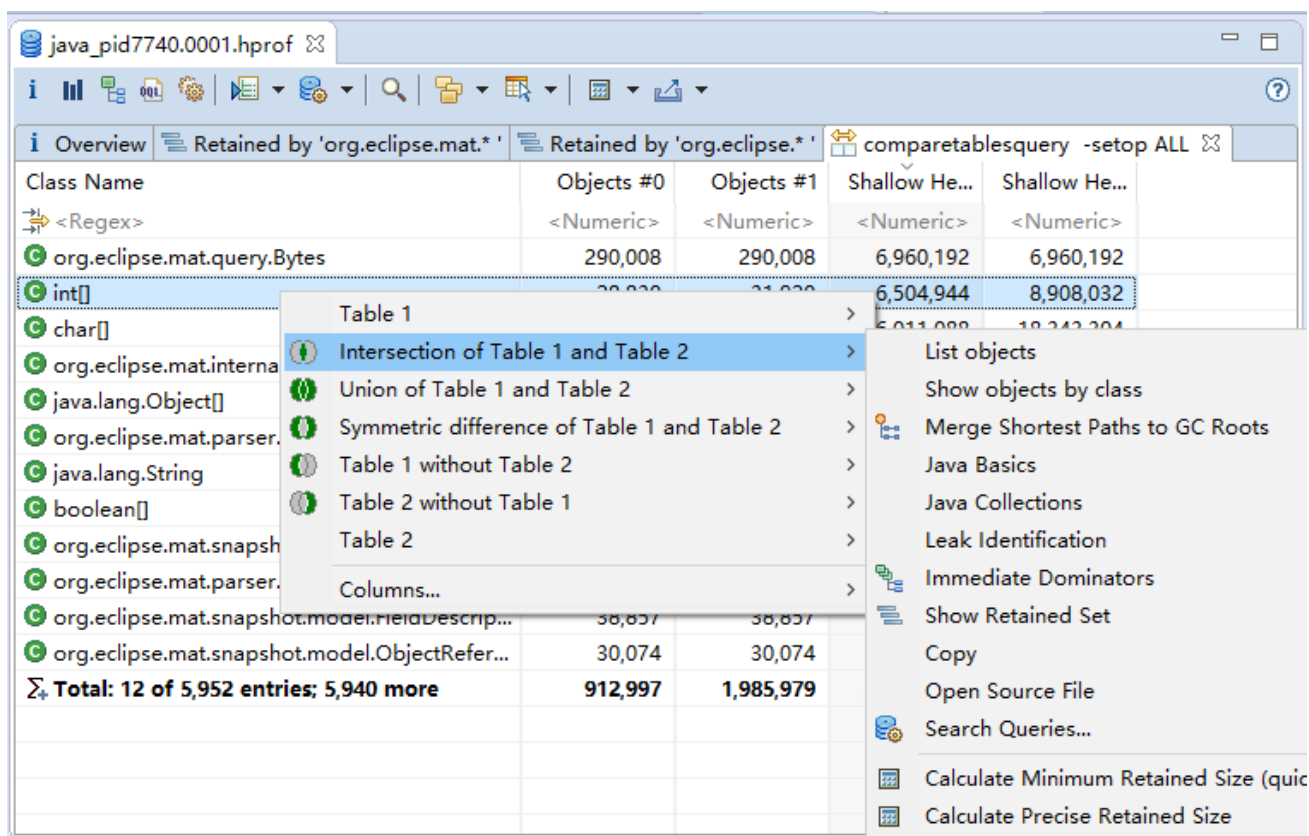 java_pid7740.0001.hprof
i Overview Retained by 'org.eclipse.mat.* ' Retained by 'org.eclipse.* ' comparetablesquery -setop ALL
Class Name Objects #0 Objects #1 Shallow He... Shallow He...
<Regex> <Numeric> <Numeric> <Numeric> <Numeric>
org.eclipse.mat.query.Bytes 290,008 290,008 6,960,192 6,960,192
int[] 6,504,944 8,908,032
char[]
org.eclipse.mat.interna
java.lang.Object[]
org.eclipse.mat.parser.
java.lang.String
boolean[]
org.eclipse.mat.snapsh
org.eclipse.mat.parser.
org.eclipse.mat.snapshot.model.FieldDescrip... 38,857 38,857
org.eclipse.mat.snapshot.model.ObjectRefer... 30,074 30,074
Total: 12 of 5,952 entries; 5,940 more 912,997 1,985,979
Table 1
Intersection of Table 1 and Table 2
Union of Table 1 and Table 2
Symmetric difference of Table 1 and Table 2
Table 1 without Table 2
Table 2 without Table 1
Table 2
Columns...
List objects
Show objects by class
Merge Shortest Paths to GC Roots
Java Basics
Java Collections
Leak Identification
Immediate Dominators
Show Retained Set
Copy
Open Source File
Search Queries...
Calculate Minimum Retained Size (quic
Calculate Precise Retained Size